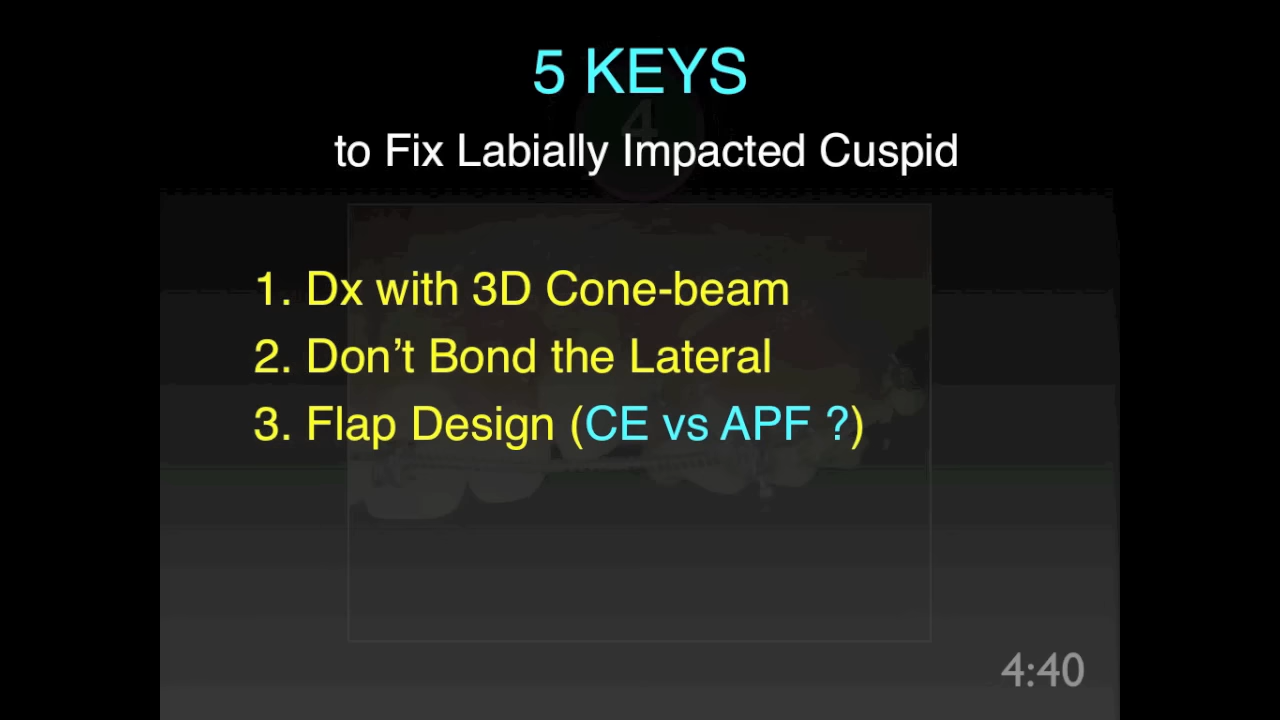 5 KEYS
4
to Fix Labially Impacted Cuspid
1. Dx with 3D Cone-beam
2. Don’t Bond the Lateral
3. Flap Design (CE vs APF ?)
4:40